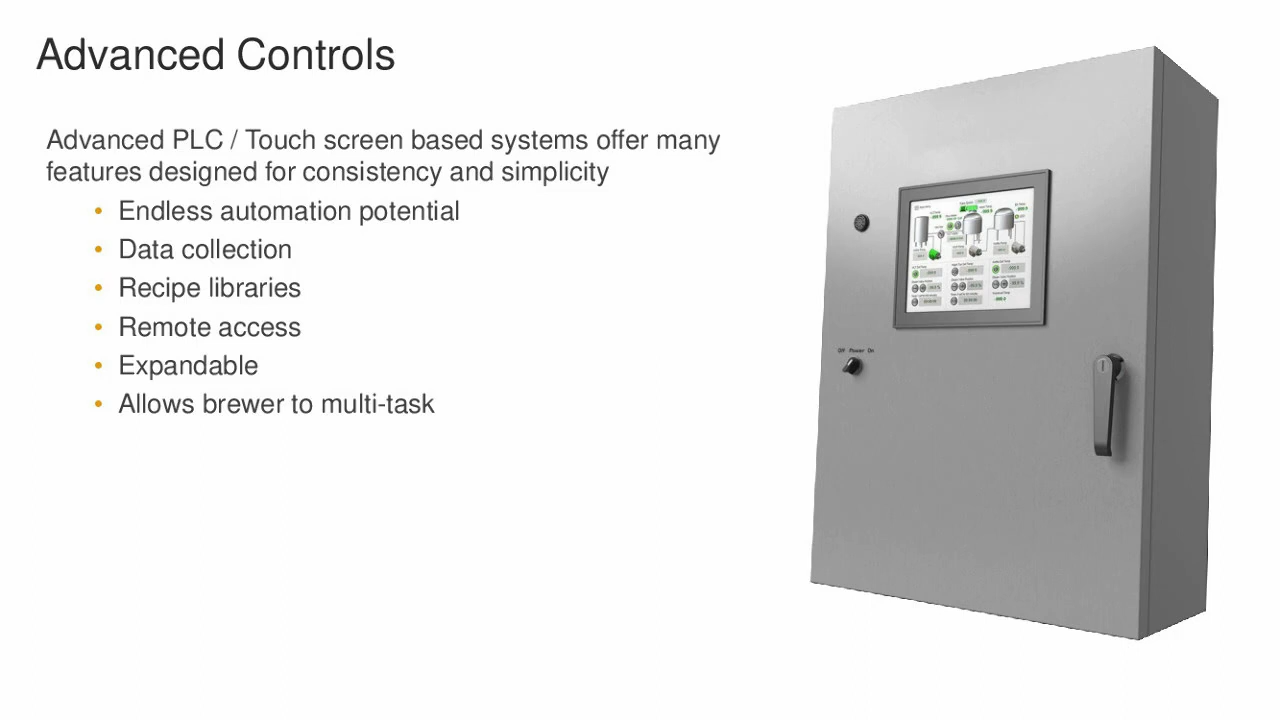 Advanced Controls
Advanced PLC / Touch screen based systems offer many
features designed for consistency and simplicity
• Endless automation potential
• Data collection
• Recipe libraries
• Remote access
• Expandable
• Allows brewer to multi-task
Off Power On